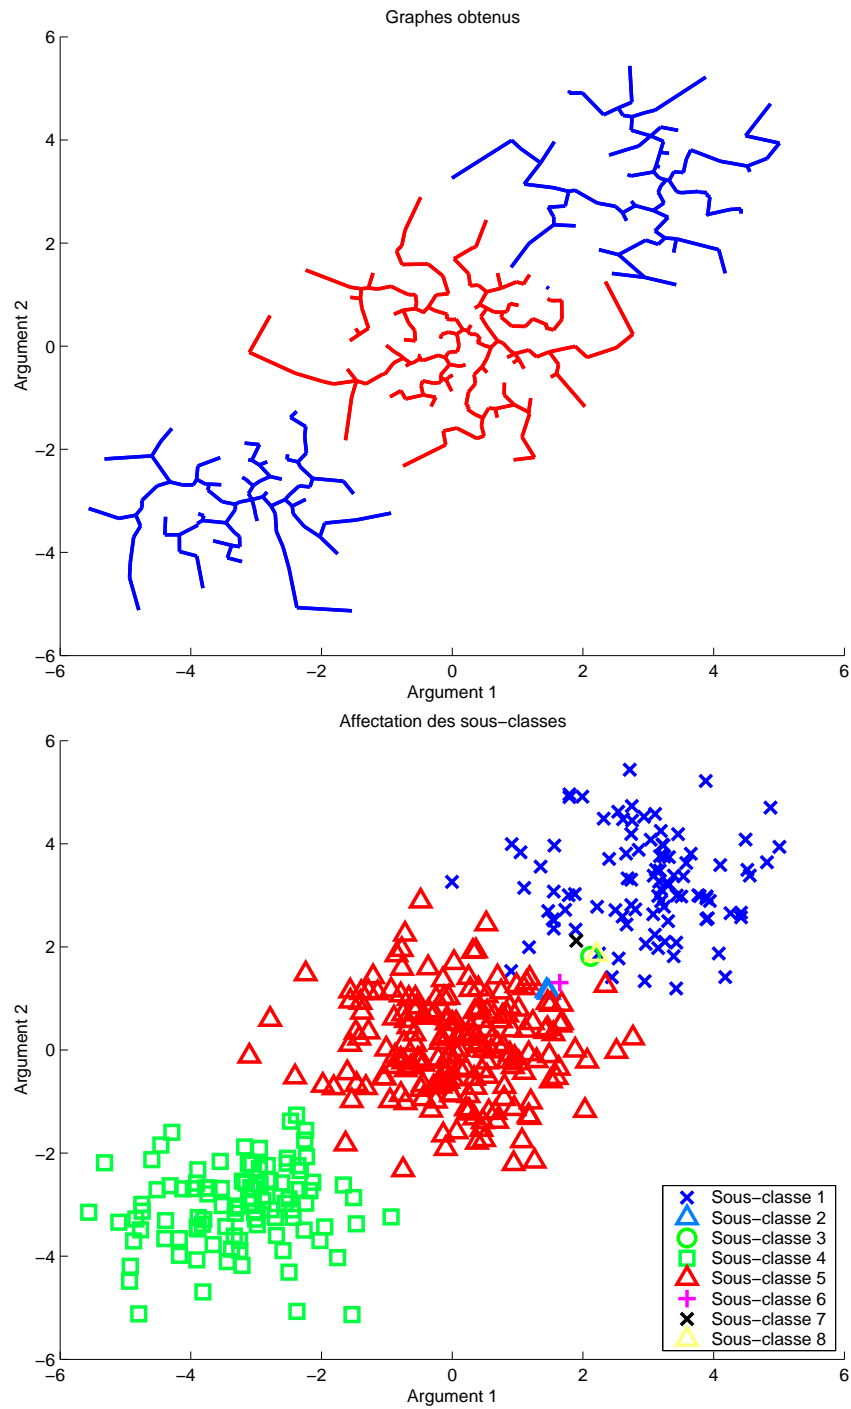 Graphes obtenus
6
4
2
0
−2
−4
−6
Argument 2
−6 −4 −2 0 2 4 6
Argument 1
Affectation des sous−classes
6
4
2
0
−2
−4
−6
Argument 2
Sous−classe 1
Sous−classe 2
Sous−classe 3
Sous−classe 4
Sous−classe 5
Sous−classe 6
Sous−classe 7
Sous−classe 8
−6 −4 −2 0 2 4 6
Argument 1